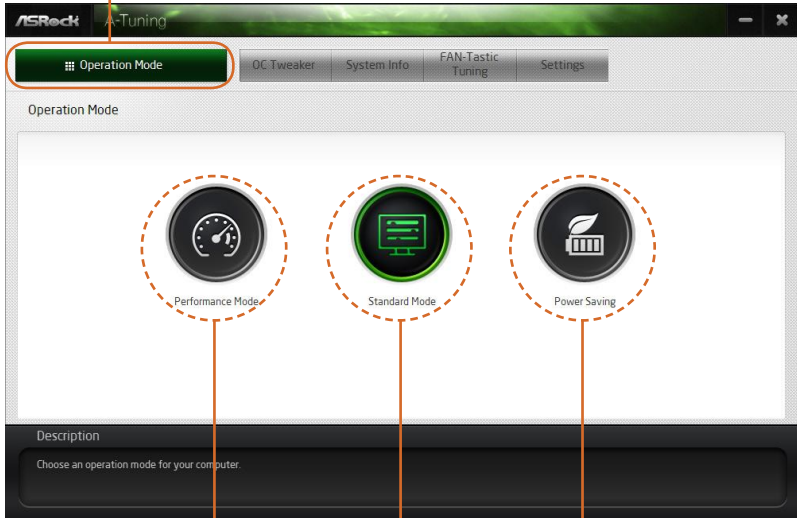 ASRock A-Tuning
Operation Mode OC Tweaker System Info FAN-Tastic Tuning Settings
Operation Mode
Performance Mode Standard Mode Power Saving
Description
Choose an operation mode for your computer.